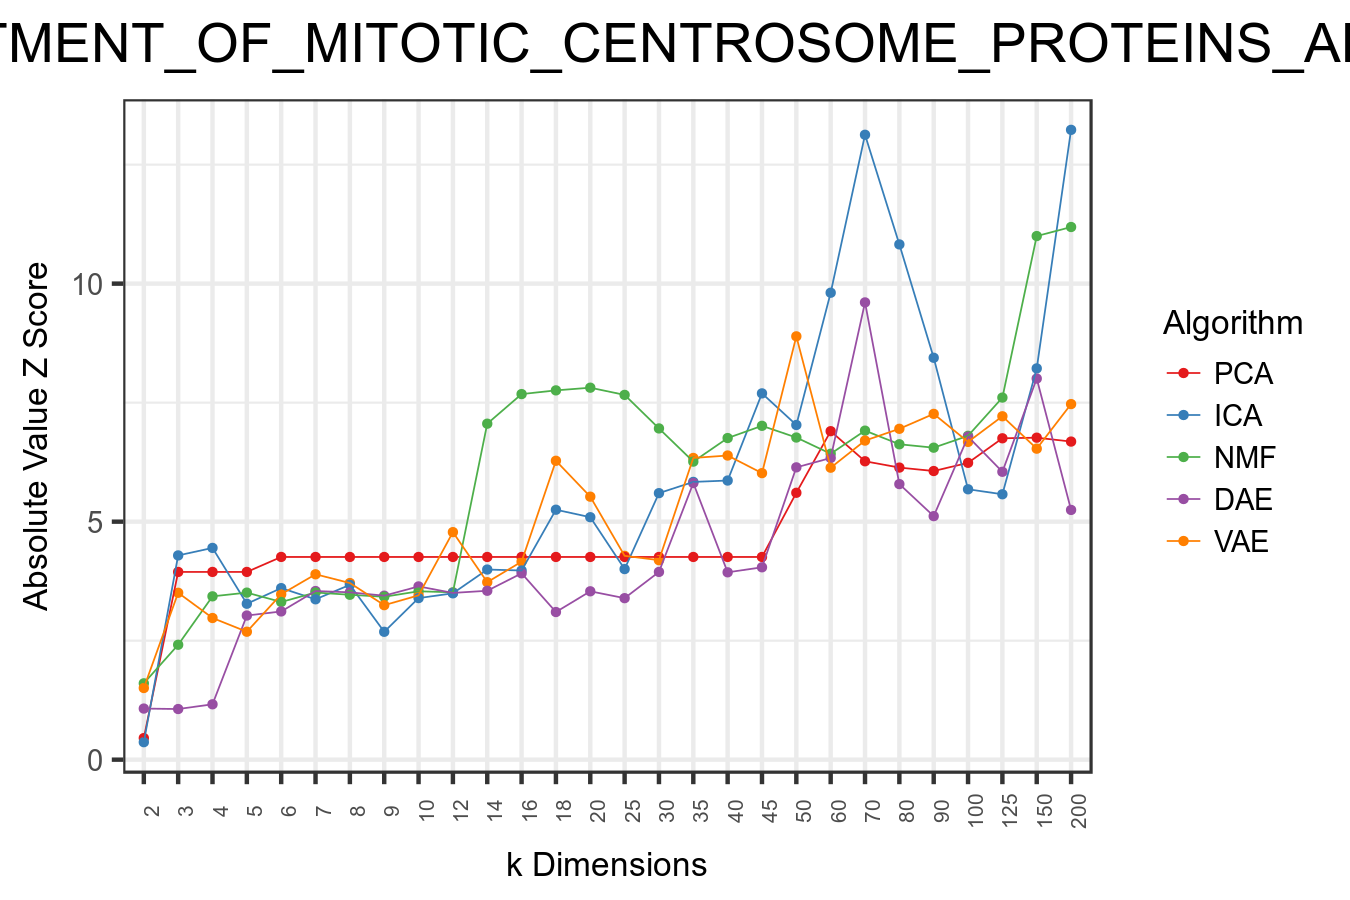 TMENT_OF_MITOTIC_CENTROSOME_PROTEINS_A
Absolute Value Z Score
10
5
0
2 3 4 5 6 7 8 9 10 12 14 16 18 20 25 30 35 40 45 50 60 70 80 90 100 125 150 200
k Dimensions
Algorithm
PCA
ICA
NMF
DAE
VAE